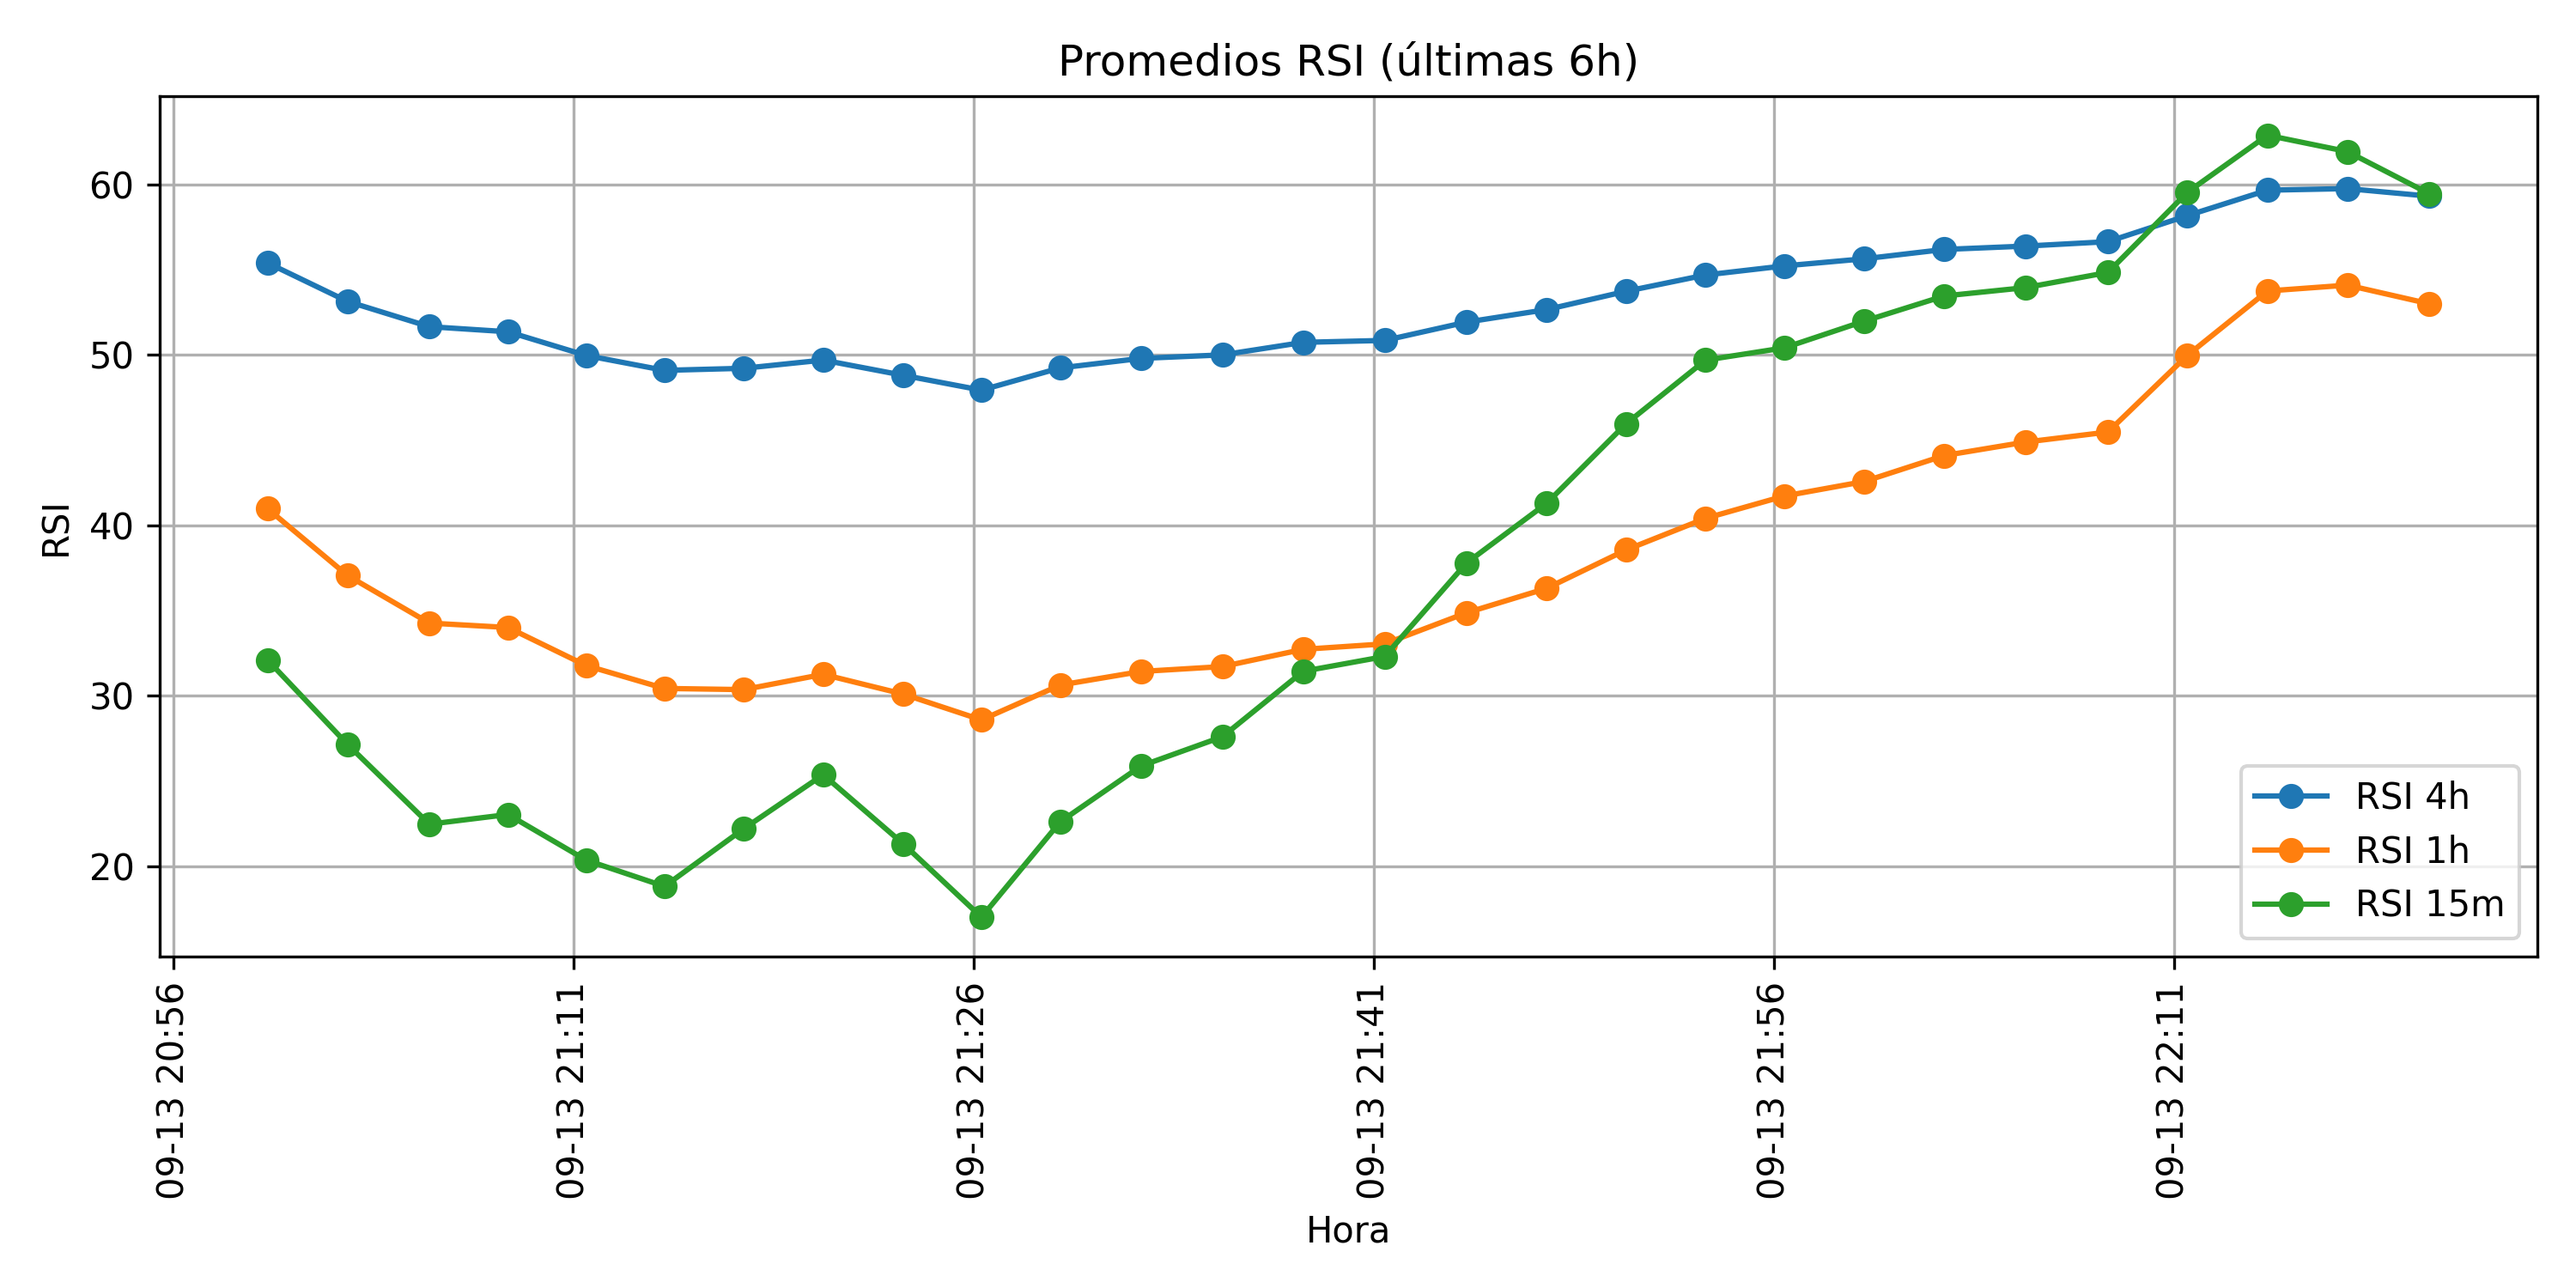 Promedios RSI (últimas 6h)
RSI
60
50
40
30
20
RSI 4h
RSI 1h
RSI 15m
09-13 20:56
09-13 21:11
09-13 21:26
09-13 21:41
09-13 21:56
09-13 22:11
Hora